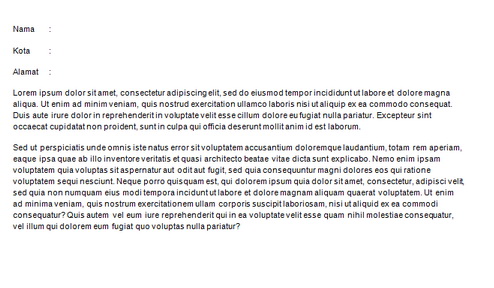 Nama :
Kota :
Alamat :
Lorem ipsum dolor sit amet, consectetur adipiscing elit, sed do eiusmod tempor incididunt ut labore et dolore magna
aliqua. Ut enim ad minim veniam, quis nostrud exercitation ullamco laboris nisi ut aliquip ex ea commodo consequat.
Duis aute irure dolor in reprehenderit in voluptate velit esse cillum dolore eu fugiat nulla pariatur. Excepteur sint
occaecat cupidatat non proident, sunt in culpa qui officia deserunt mollit anim id est laborum.
Sed ut perspiciatis unde omnis iste natus error sit voluptatem accusantium doloremque laudantium, totam rem aperiam,
eaque ipsa quae ab illo inventore veritatis et quasi architecto beatae vitae dicta sunt explicabo. Nemo enim ipsam
voluptatem quia voluptas sit aspernatur aut odit aut fugit, sed quia consequuntur magni dolores eos qui ratione
voluptatem sequi nesciunt. Neque porro quisquam est, qui dolorem ipsum quia dolor sit amet, consectetur, adipisci velit,
sed quia non numquam eius modi tempora incidunt ut labore et dolore magnam aliquam quaerat voluptatem. Ut enim
ad minima veniam, quis nostrum exercitationem ullam corporis suscipit laboriosam, nisi ut aliquid ex ea commodi
consequatur? Quis autem vel eum iure reprehenderit qui in ea voluptate velit esse quam nihil molestiae consequatur,
vel illum qui dolorem eum fugiat quo voluptas nulla pariatur?